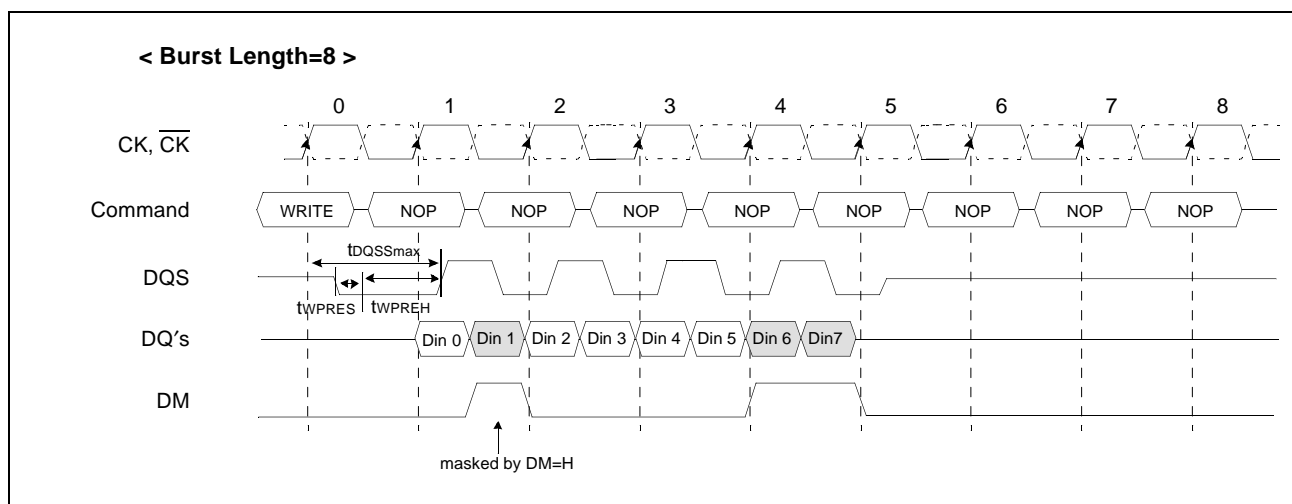 < Burst Length=8 >
0 1 2 3 4 5 6 7 8
CK, C̅K̅
Command WRITE NOP NOP NOP NOP NOP NOP NOP NOP
tDQSSmax
DQS
tWPRES tWPREH
DQ's Din 0 Din 1 Din 2 Din 3 Din 4 Din 5 Din 6 Din7
DM
masked by DM=H